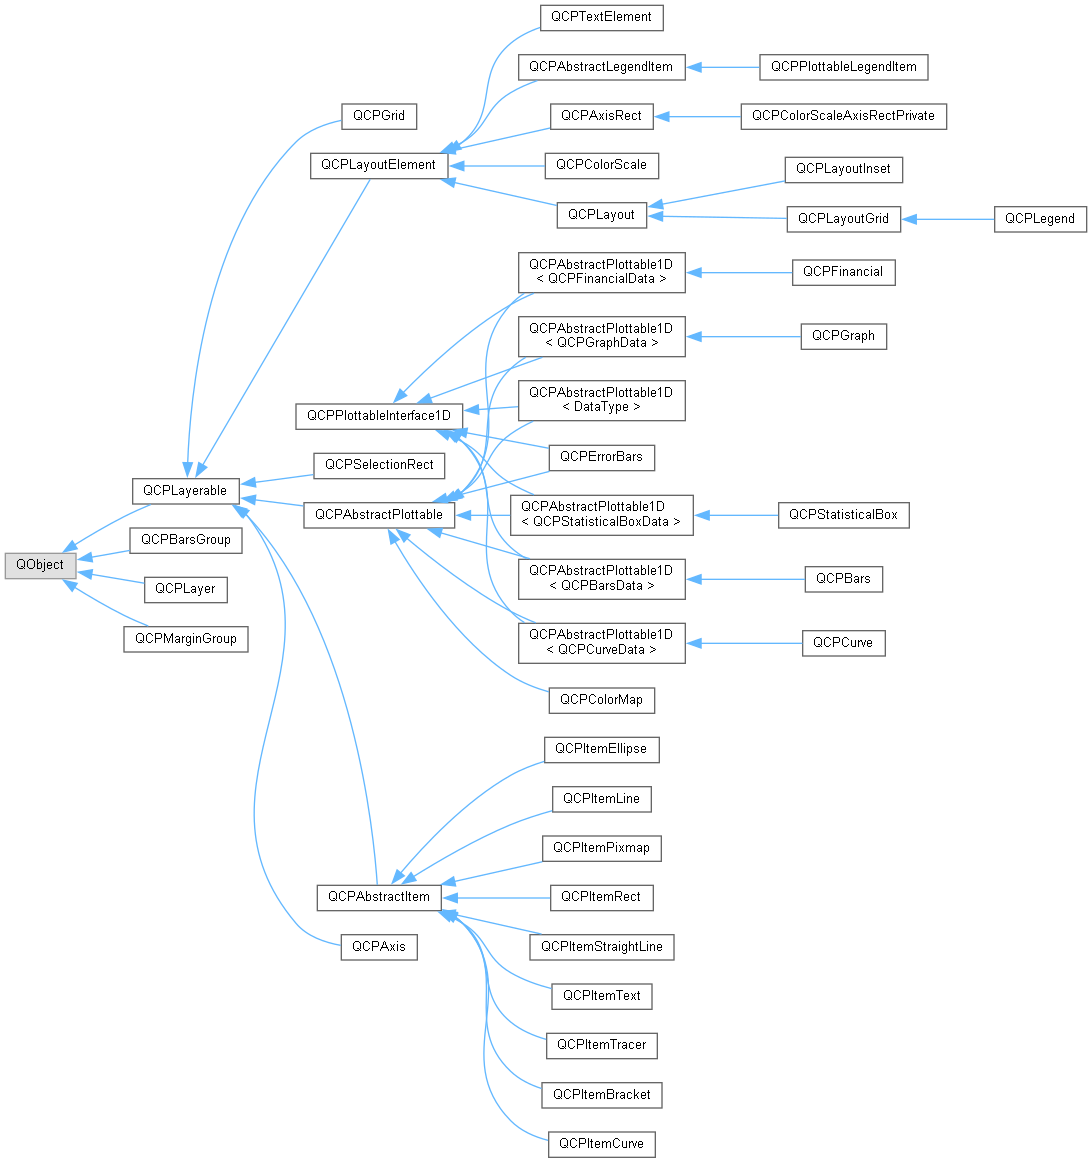 QCPTextElement
QCPAbstractLegendItem
QCPPlottableLegendItem
QCPGrid
QCPAxisRect
QCPColorScaleAxisRectPrivate
QCPLayoutElement
QCPColorScale
QCPLayoutInset
QCPLayout
QCPLayoutGrid
QCPLegend
QCPAbstractPlottable1D
< QCPFinancialData >
QCPFinancial
QCPAbstractPlottable1D
< QCPGraphData >
QCPGraph
QCPAbstractPlottable1D
< DataType >
QCPPlottableInterface1D
QCPErrorBars
QCPSelectionRect
QCPLayerable
QCPAbstractPlottable
QCPAbstractPlottable1D
< QCPStatisticalBoxData >
QCPStatisticalBox
QCPBarsGroup
QObject
QCPAbstractPlottable1D
< QCPBarsData >
QCPBars
QCPLayer
QCPMarginGroup
QCPAbstractPlottable1D
< QCPCurveData >
QCPCurve
QCPColorMap
QCPItemEllipse
QCPItemLine
QCPItemPixmap
QCPAbstractItem
QCPItemRect
QCPAxis
QCPItemStraightLine
QCPItemText
QCPItemTracer
QCPItemBracket
QCPItemCurve